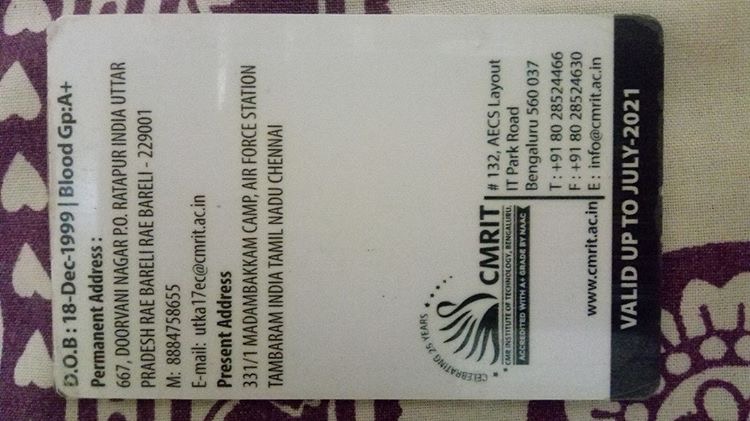 D.O.B : 18-Dec-1999 | Blood Gp:A+
Permanent Address :
667, DOORVANI NAGAR P.O. RATAPUR INDIA UTTAR
PRADESH RAE BARELI RAE BARELI - 229001
M: 8884758655
E-mail: utka17ec@cmrit.ac.in
Present Address
331/1 MADAMBAKKAM CAMP, AIR FORCE STATION
TAMBARAM INDIA TAMIL NADU CHENNAI
CELEBRATING 25 YEARS
CMRIT
CMR INSTITUTE OF TECHNOLOGY, BENGALURU.
ACCREDITED WITH A+ GRADE BY NAAC
www.cmrit.ac.in
# 132, AECS Layout
IT Park Road
Bengaluru 560 037
T : +91 80 28524466
F : +91 80 28524630
E : info@cmrit.ac.in
VALID UP TO JULY-2021